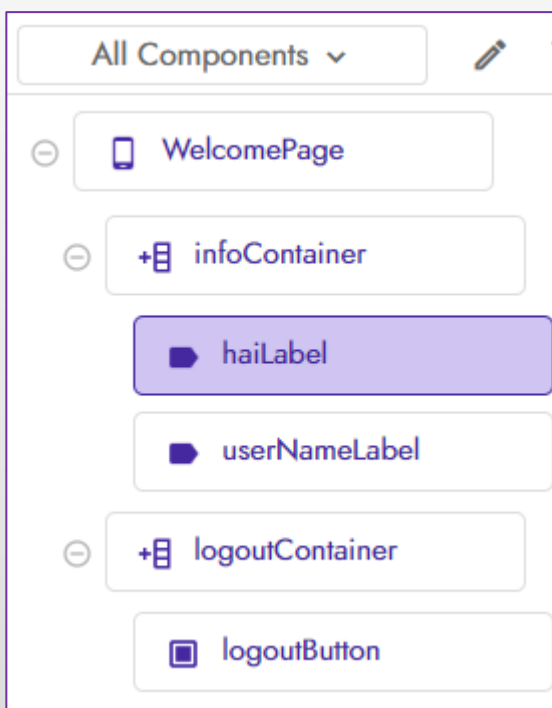 All Components
WelcomePage
infoContainer
haiLabel
userNameLabel
logoutContainer
logoutButton